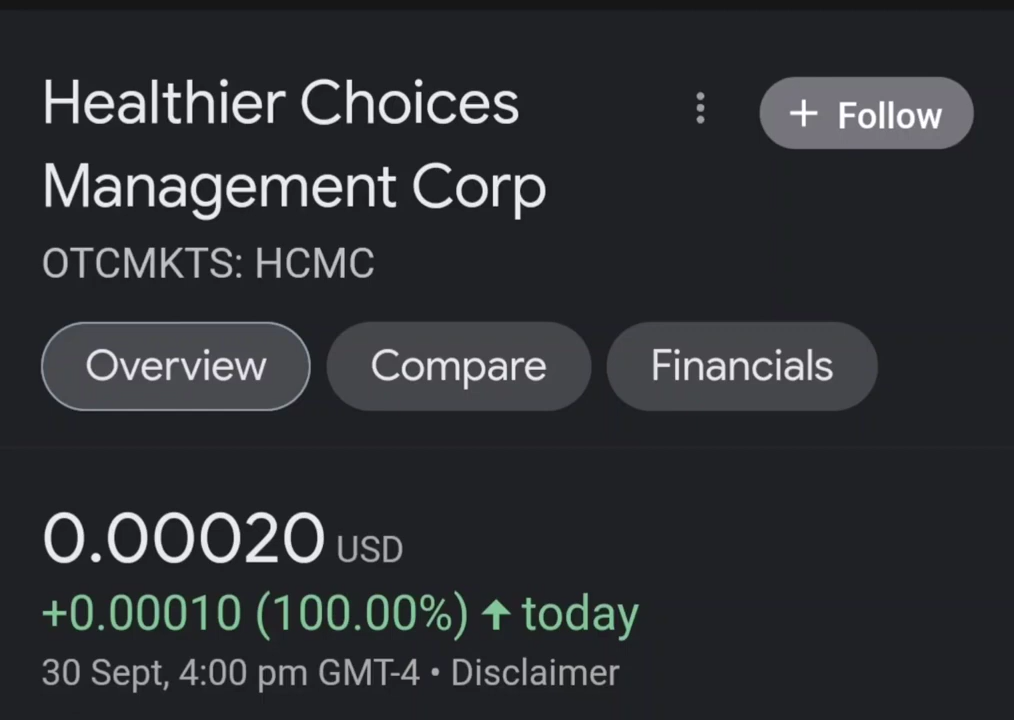 Healthier Choices
Management Corp
+ Follow
OTCMKTS: HCMC
Overview Compare Financials
0.00020 USD
+0.00010 (100.00%) ↑ today
30 Sept, 4:00 pm GMT-4 • Disclaimer